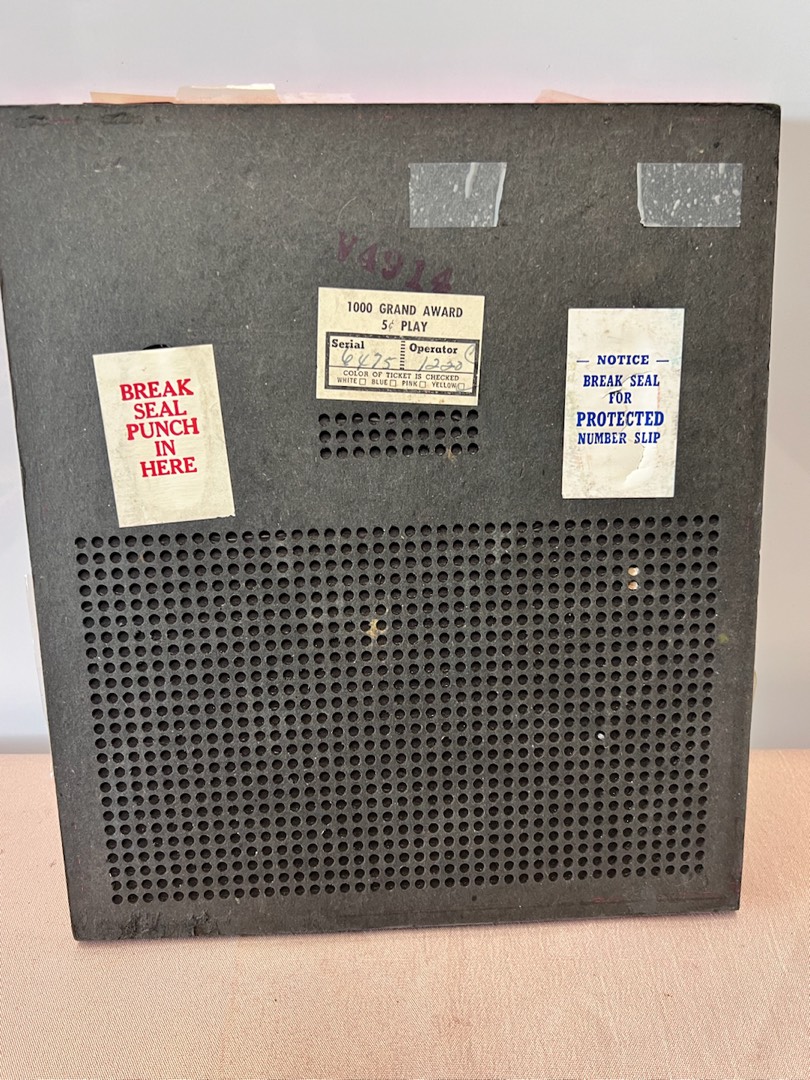 V4914
1000 GRAND AWARD
5¢ PLAY
Serial Operator
6475 1220
COLOR OF TICKET IS CHECKED
WHITE BLUE PINK YELLOW
BREAK
SEAL
PUNCH
IN
HERE
— NOTICE —
BREAK SEAL
FOR
PROTECTED
NUMBER SLIP